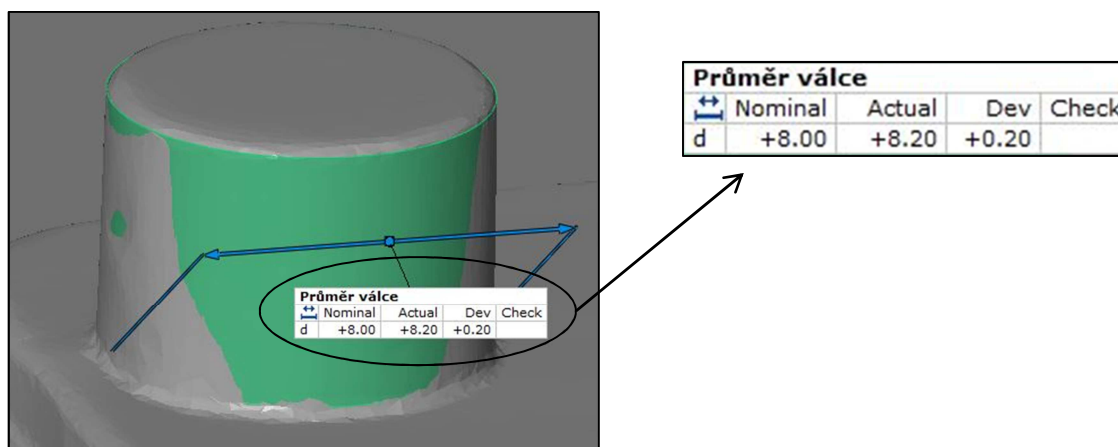 Průměr válce
Nominal Actual Dev Check
d +8.00 +8.20 +0.20
Průměr válce
Nominal Actual Dev Check
d +8.00 +8.20 +0.20